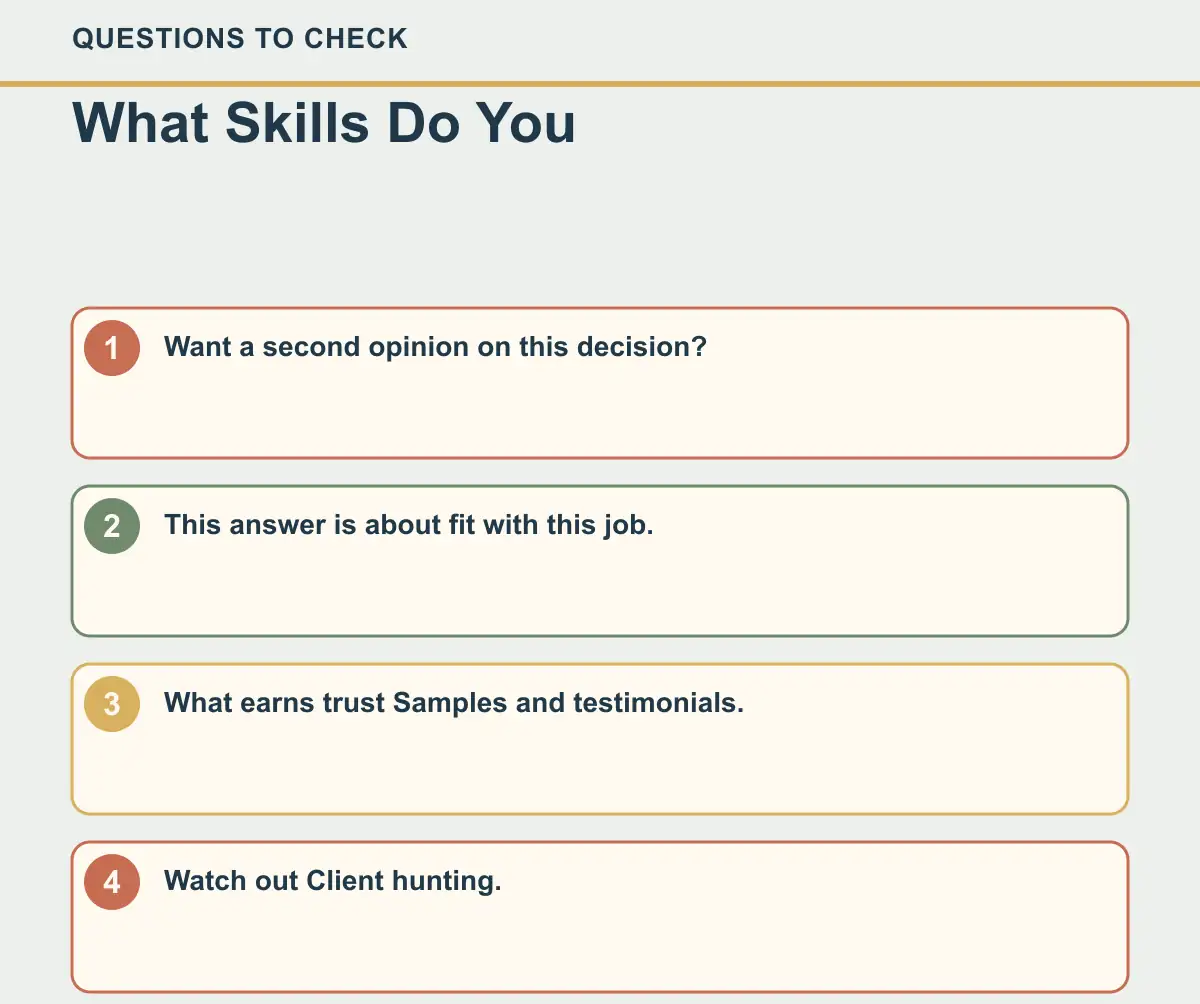 QUESTIONS TO CHECK
What Skills Do You
1 Want a second opinion on this decision?
2 This answer is about fit with this job.
3 What earns trust Samples and testimonials.
4 Watch out Client hunting.